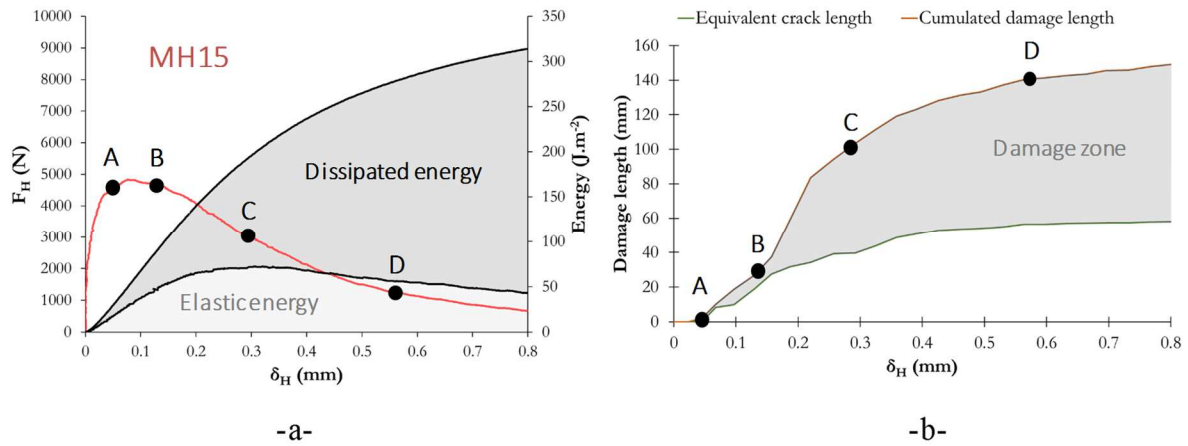 MH15
F_H (N)
10000
9000
8000
7000
6000
5000
4000
3000
2000
1000
0
A
B
C
D
Dissipated energy
Elastic energy
350
300
250
200
150
100
50
0
Energy (J.m⁻²)
0 0.1 0.2 0.3 0.4 0.5 0.6 0.7 0.8
δ_H (mm)
-a-
Equivalent crack length Cumulated damage length
Damage length (mm)
160
140
120
100
80
60
40
20
0
A
B
C
D
Damage zone
0 0.1 0.2 0.3 0.4 0.5 0.6 0.7 0.8
δ_H (mm)
-b-